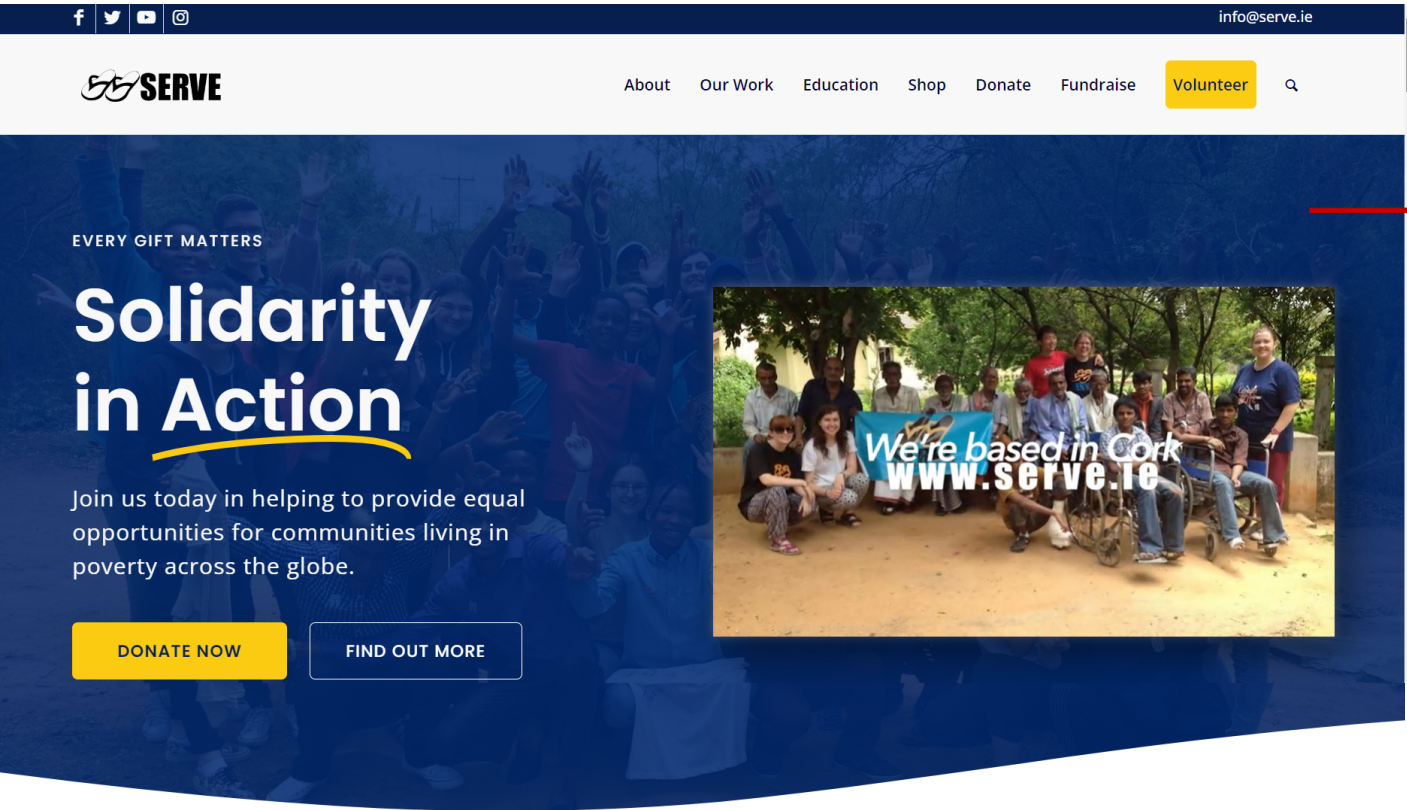 info@serve.ie
SERVE
About Our Work Education Shop Donate Fundraise Volunteer
EVERY GIFT MATTERS
Solidarity
in Action
Join us today in helping to provide equal
opportunities for communities living in
poverty across the globe.
DONATE NOW FIND OUT MORE
We're based in Cork
www.serve.ie